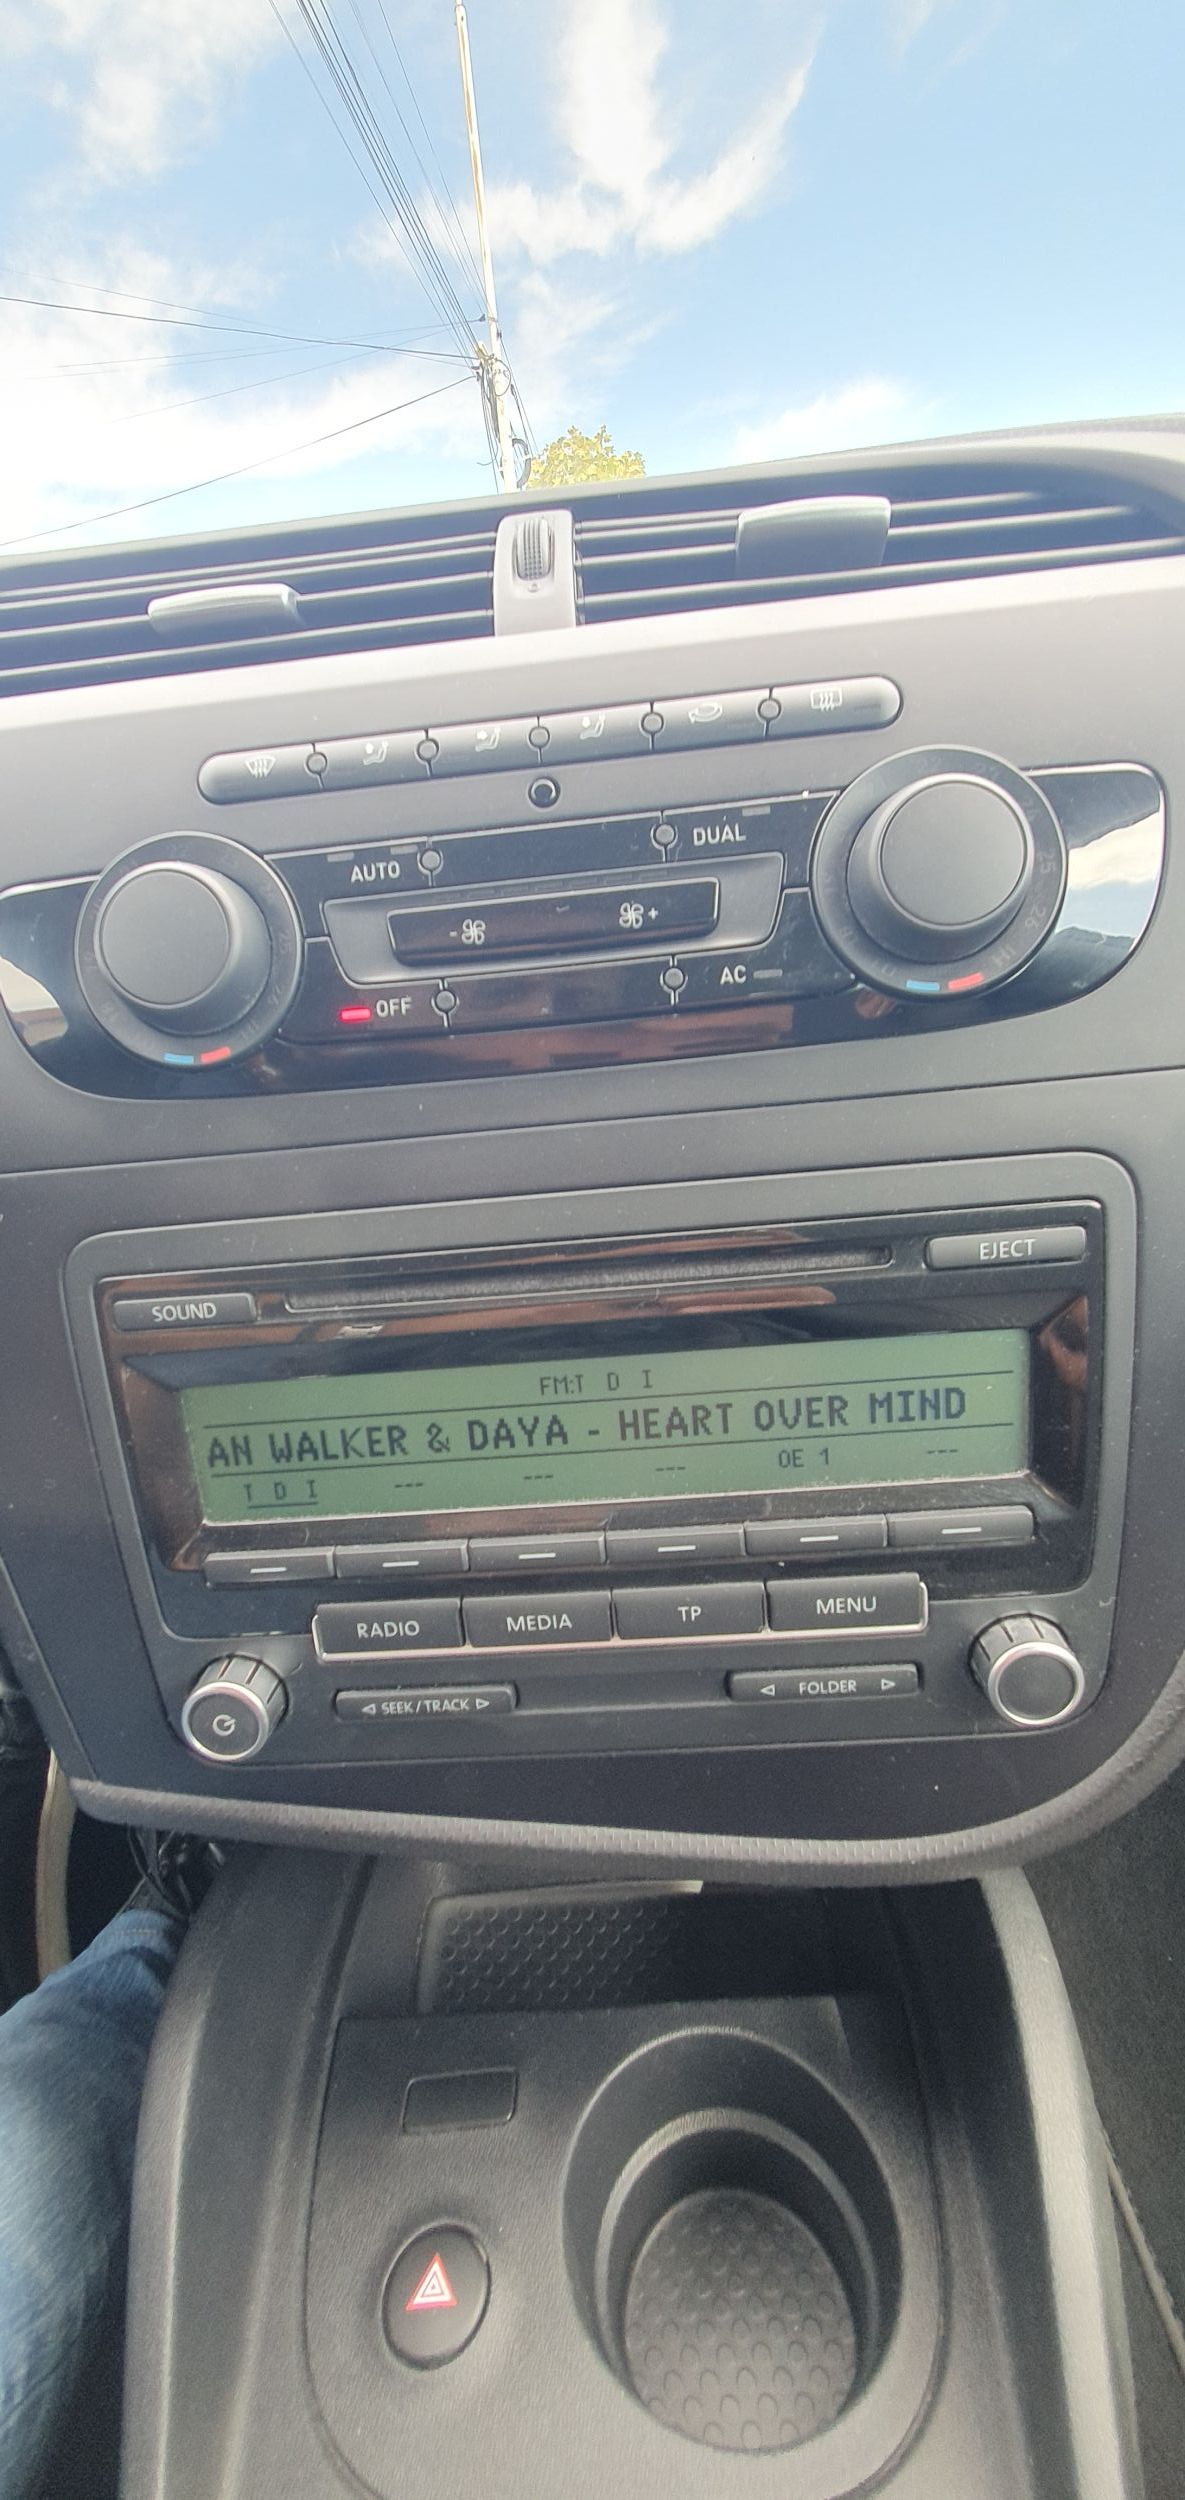 AUTO
DUAL
- +
OFF
AC
EJECT
SOUND
FM:T D I
AN WALKER & DAYA - HEART OVER MIND
T D I --- --- --- OE 1 ---
RADIO MEDIA TP MENU
SEEK / TRACK FOLDER